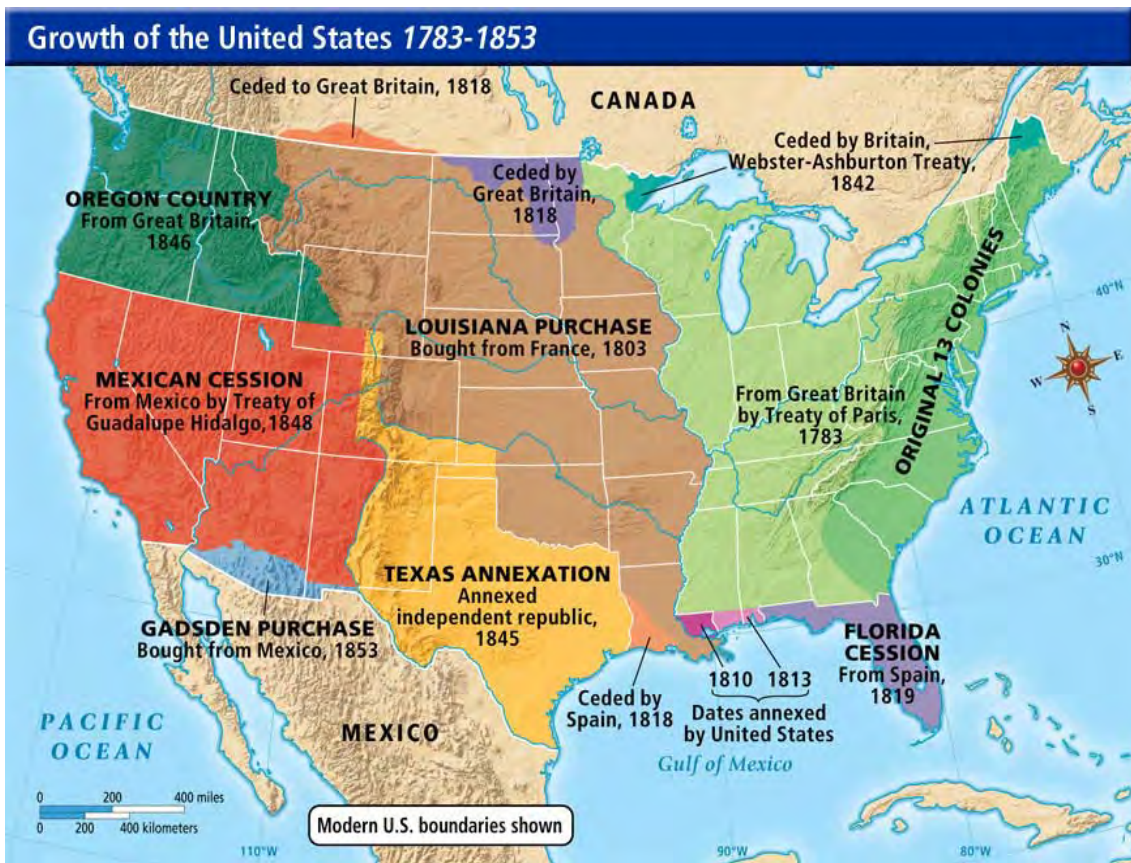 Growth of the United States 1783-1853
Ceded to Great Britain, 1818
CANADA
Ceded by Britain,
Webster-Ashburton Treaty,
1842
Ceded by
Great Britain,
1818
OREGON COUNTRY
From Great Britain,
1846
ORIGINAL 13 COLONIES
40°N
N
E
S
W
LOUISIANA PURCHASE
Bought from France, 1803
MEXICAN CESSION
From Mexico by Treaty of
Guadalupe Hidalgo, 1848
From Great Britain
by Treaty of Paris,
1783
ATLANTIC
OCEAN
30°N
TEXAS ANNEXATION
Annexed
independent republic,
1845
GADSDEN PURCHASE
Bought from Mexico, 1853
FLORIDA
CESSION
From Spain,
1819
1810 1813
Dates annexed
by United States
Ceded by
Spain, 1818
PACIFIC
OCEAN
MEXICO
Gulf of Mexico
0 200 400 miles
0 200 400 kilometers
Modern U.S. boundaries shown
110°W
90°W
80°W